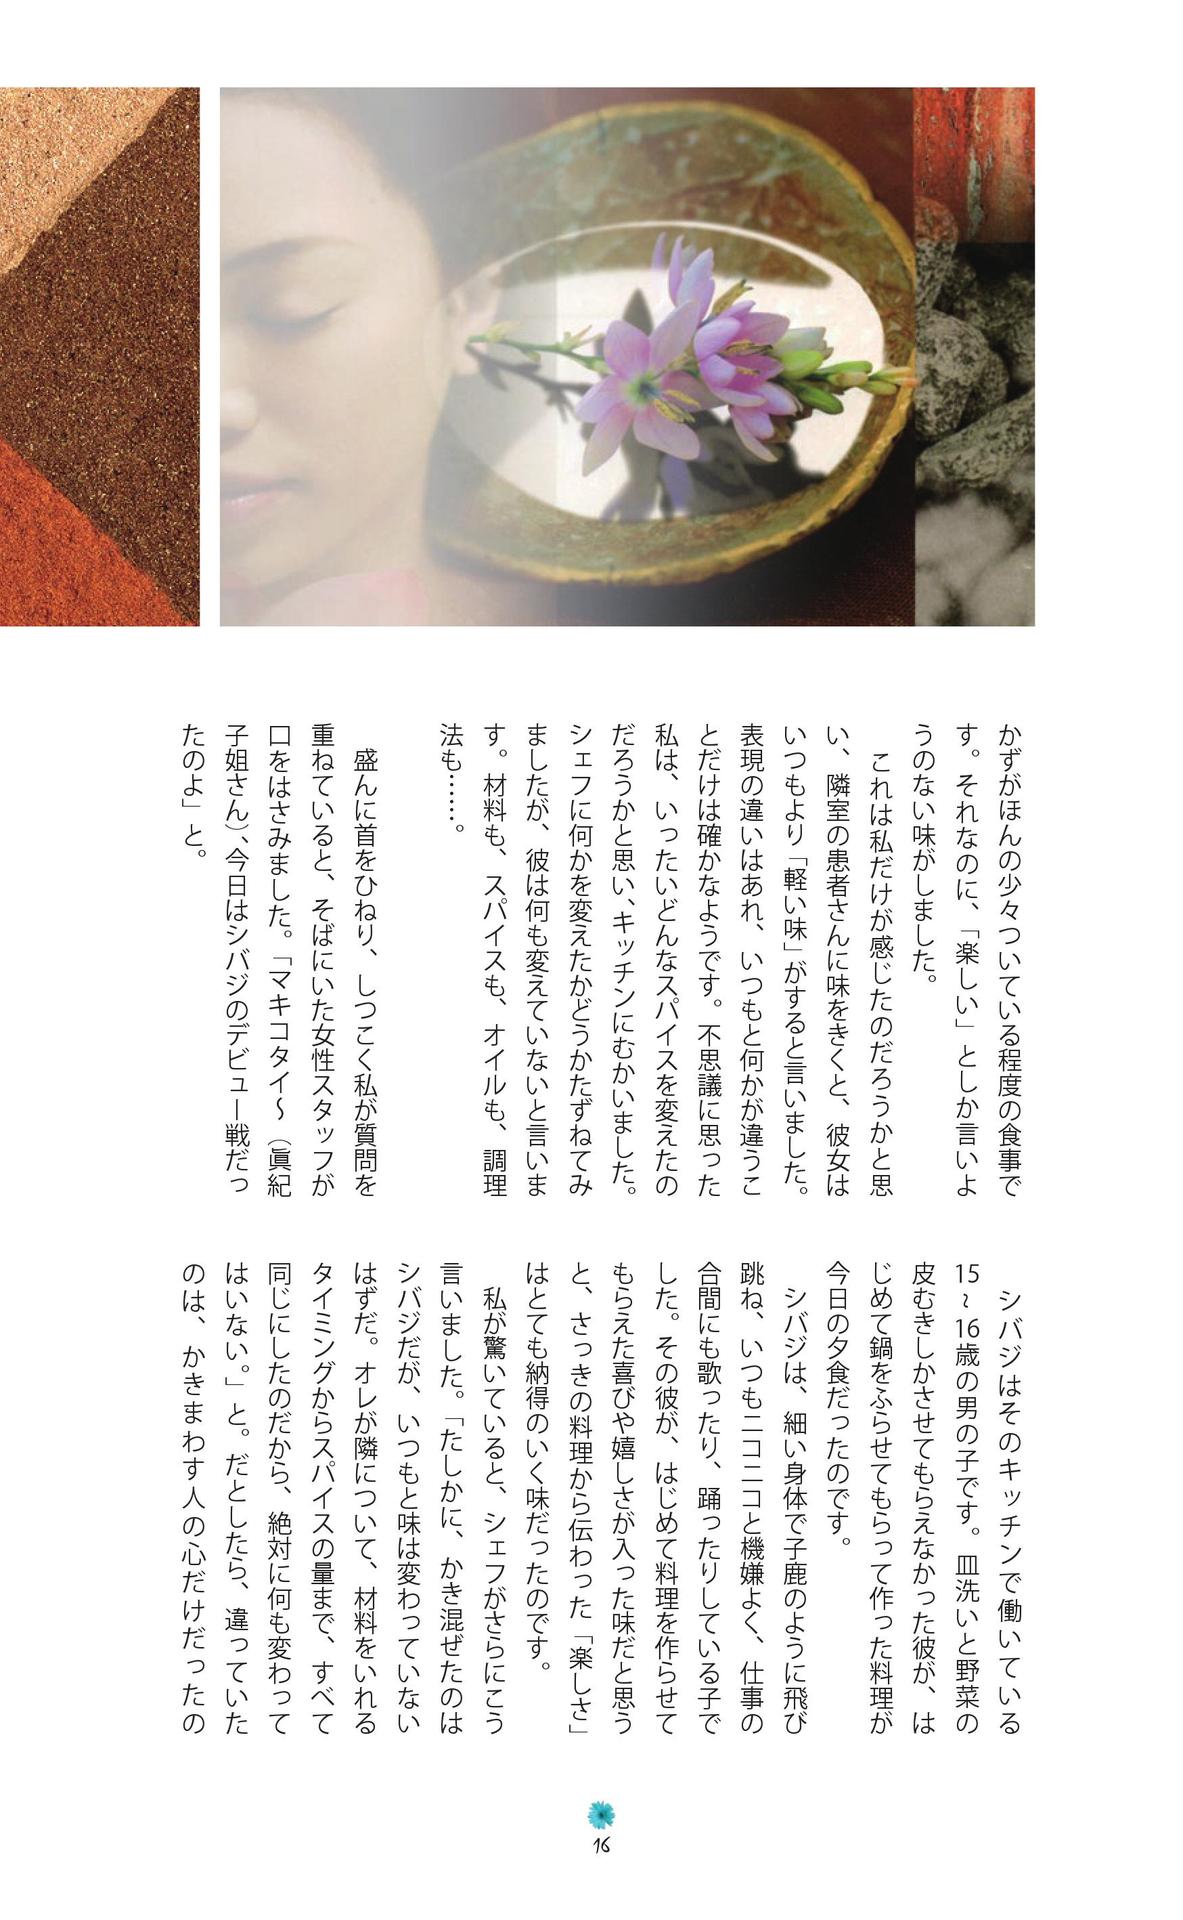 かずがほんの少々ついている程度の食事で
す。それなのに、「楽しい」としか言いよ
うのない味がしました。
　これは私だけが感じたのだろうかと思
い、隣室の患者さんに味をきくと、彼女は
いつもより「軽い味」がすると言いました。
表現の違いはあれ、いつもと何かが違うこ
とだけは確かなようです。不思議に思った
私は、いったいどんなスパイスを変えたの
だろうかと思い、キッチンにむかいました。
シェフに何かを変えたかどうかたずねてみ
ましたが、彼は何も変えていないと言いま
す。材料も、スパイスも、オイルも、調理
法も……。
　盛んに首をひねり、しつこく私が質問を
重ねていると、そばにいた女性スタッフが
口をはさみました。「マキコタイ～（眞紀
子姐さん）、今日はシバジのデビュー戦だっ
たのよ」と。
　シバジはそのキッチンで働いている
15～16歳の男の子です。皿洗いと野菜の
皮むきしかさせてもらえなかった彼が、は
じめて鍋をふらせてもらって作った料理が
今日の夕食だったのです。
　シバジは、細い身体で子鹿のように飛び
跳ね、いつもニコニコと機嫌よく、仕事の
合間にも歌ったり、踊ったりしている子で
した。その彼が、はじめて料理を作らせて
もらえた喜びや嬉しさが入った味だと思う
と、さっきの料理から伝わった「楽しさ」
はとても納得のいく味だったのです。
　私が驚いていると、シェフがさらにこう
言いました。「たしかに、かき混ぜたのは
シバジだが、いつもと味は変わっていない
はずだ。オレが隣について、材料をいれる
タイミングからスパイスの量まで、すべて
同じにしたのだから、絶対に何も変わって
はいない。」と。だとしたら、違っていた
のは、かきまわす人の心だけだったの
16